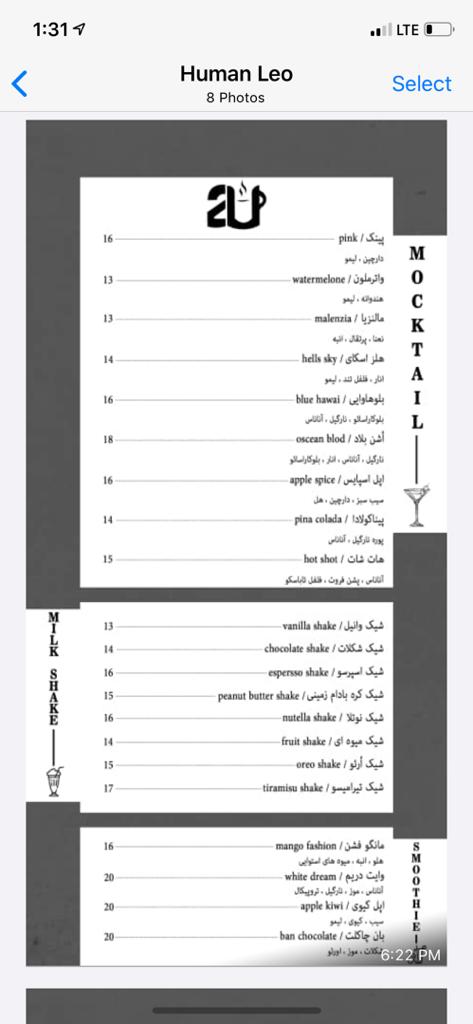 1:31
LTE
Human Leo
8 Photos
Select
2U
MOCKTAIL
پینک / pink 16
دارچین ، لیمو
واترملون / watermelone 13
هندوانه ، لیمو
مالنزیا / malenzia 13
نعنا ، پرتقال ، انبه
هلز اسکای / hells sky 14
انار ، فلفل تند ، لیمو
بلوهاوایی / blue hawai 16
بلوکاراسائو ، نارگیل ، آناناس
اُشن بلاد / oscean blod 18
نارگیل ، آناناس ، انار ، بلوکاراسائو
اپل اسپایس / apple spice 16
سیب سبز ، دارچین ، هل
پیناکولادا / pina colada 14
پوره نارگیل ، آناناس
هات شات / hot shot 15
آناناس ، پشن فروت ، فلفل تاباسکو
MILK SHAKE
شیک وانیل / vanilla shake 13
شیک شکلات / chocolate shake 14
شیک اسپرسو / espersso shake 16
شیک کره بادام زمینی / peanut butter shake 15
شیک نوتلا / nutella shake 16
شیک میوه ای / fruit shake 14
شیک اُرئو / oreo shake 15
شیک تیرامیسو / tiramisu shake 17
SMOOTHIE
مانگو فشن / mango fashion 16
هلو ، انبه ، میوه های استوایی
وایت دریم / white dream 20
آناناس ، موز ، نارگیل ، تروپیکال
اپل کیوی / apple kiwi 20
سیب ، کیوی ، لیمو
بان چاکلت / ban chocolate 20
شکلات ، موز ، اورئو
6:22 PM